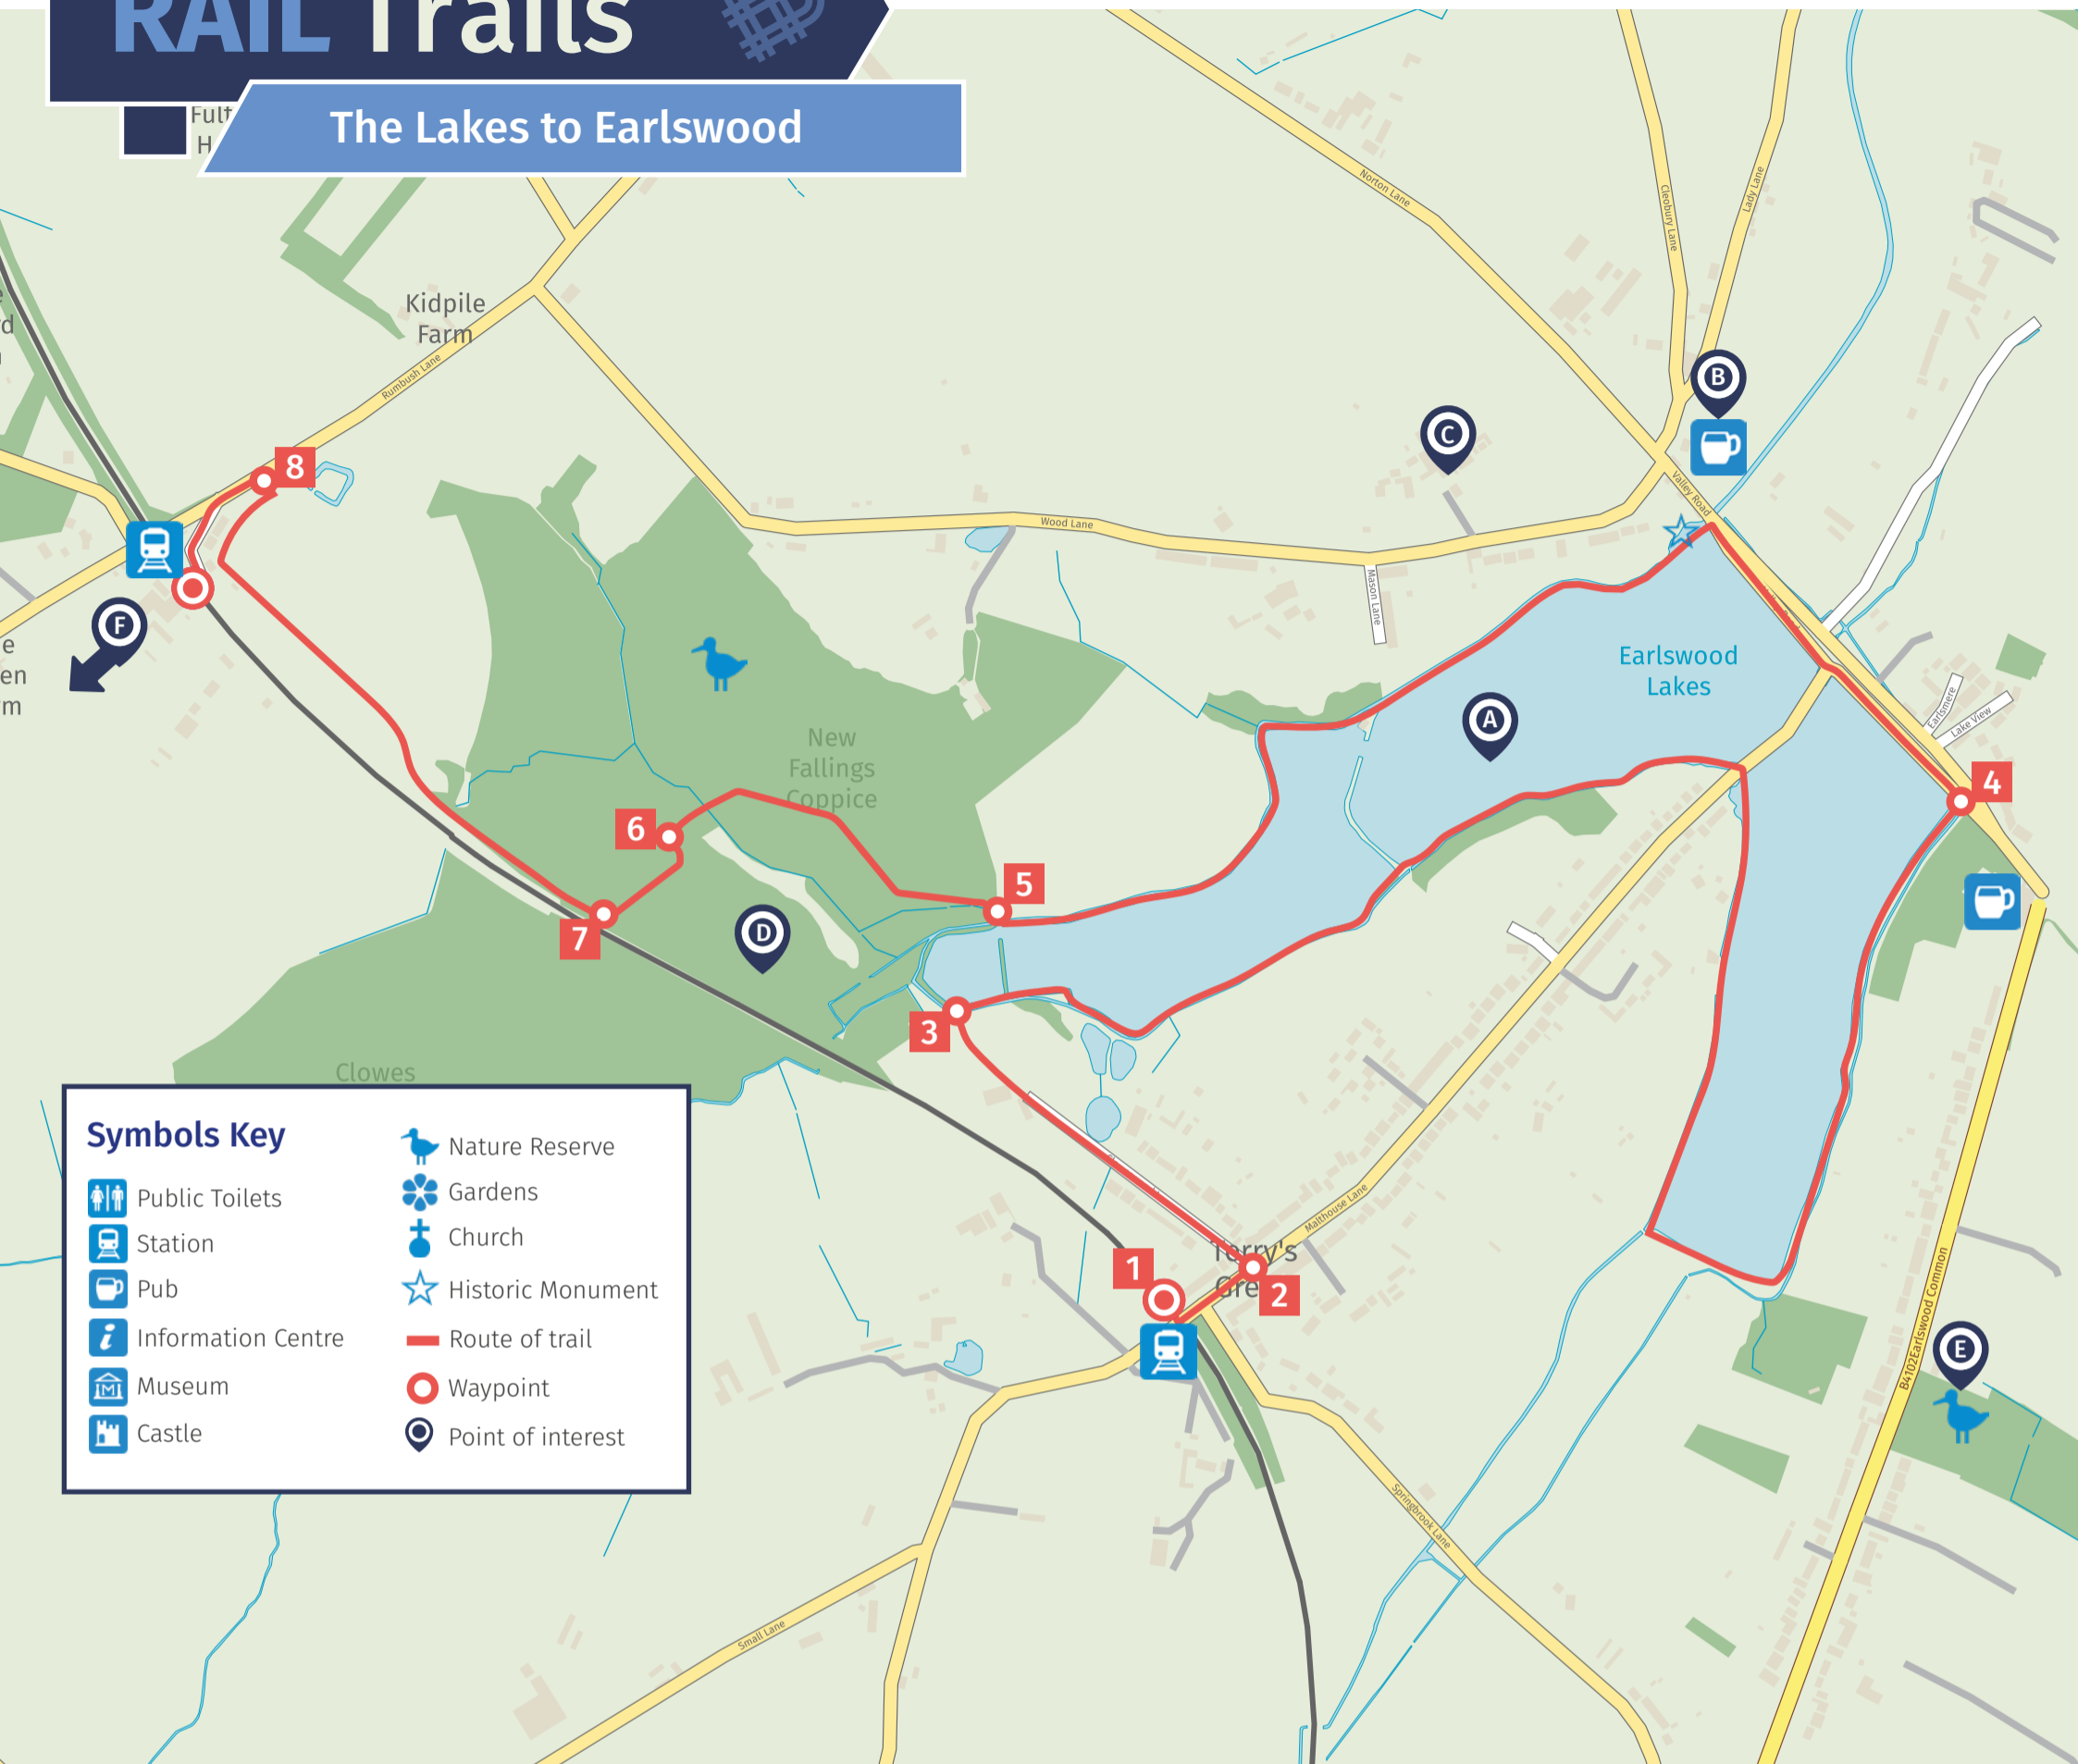 RAIL Trails
The Lakes to Earlswood
Norton Lane
Cleobury Lane
Lady Lane
Kidpile
Farm
Rumbush Lane
B
C
8
Valley Road
Wood Lane
Mason Lane
F
Earlswood
Lakes
A
Earlsmere
Lake View
New
Fallings
Coppice
4
6
5
7
D
3
Clowes
Malthouse Lane
1
2
E
B4102Earlswood Common
Springbrook Lane
Small Lane
Symbols Key
Public Toilets
Station
Pub
Information Centre
Museum
Castle
Nature Reserve
Gardens
Church
Historic Monument
Route of trail
Waypoint
Point of interest